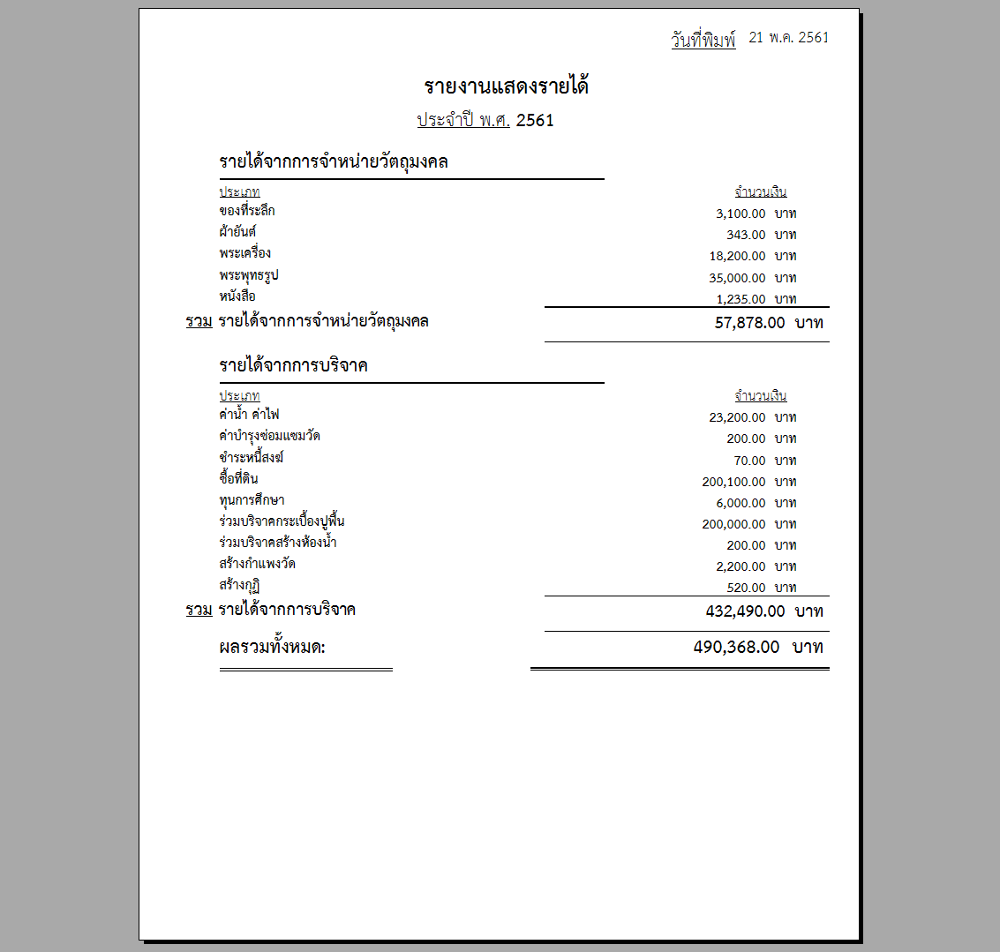 วันที่พิมพ์ 21 พ.ค. 2561
รายงานแสดงรายได้
ประจำปี พ.ศ. 2561
รายได้จากการจำหน่ายวัตถุมงคล
ประเภท จำนวนเงิน
ของที่ระลึก 3,100.00 บาท
ผ้ายันต์ 343.00 บาท
พระเครื่อง 18,200.00 บาท
พระพุทธรูป 35,000.00 บาท
หนังสือ 1,235.00 บาท
รวม รายได้จากการจำหน่ายวัตถุมงคล 57,878.00 บาท
รายได้จากการบริจาค
ประเภท จำนวนเงิน
ค่าน้ำ ค่าไฟ 23,200.00 บาท
ค่าบำรุงซ่อมแซมวัด 200.00 บาท
ชำระหนี้สงฆ์ 70.00 บาท
ซื้อที่ดิน 200,100.00 บาท
ทุนการศึกษา 6,000.00 บาท
ร่วมบริจาคกระเบื้องปูพื้น 200,000.00 บาท
ร่วมบริจาคสร้างห้องน้ำ 200.00 บาท
สร้างกำแพงวัด 2,200.00 บาท
สร้างกุฏิ 520.00 บาท
รวม รายได้จากการบริจาค 432,490.00 บาท
ผลรวมทั้งหมด: 490,368.00 บาท